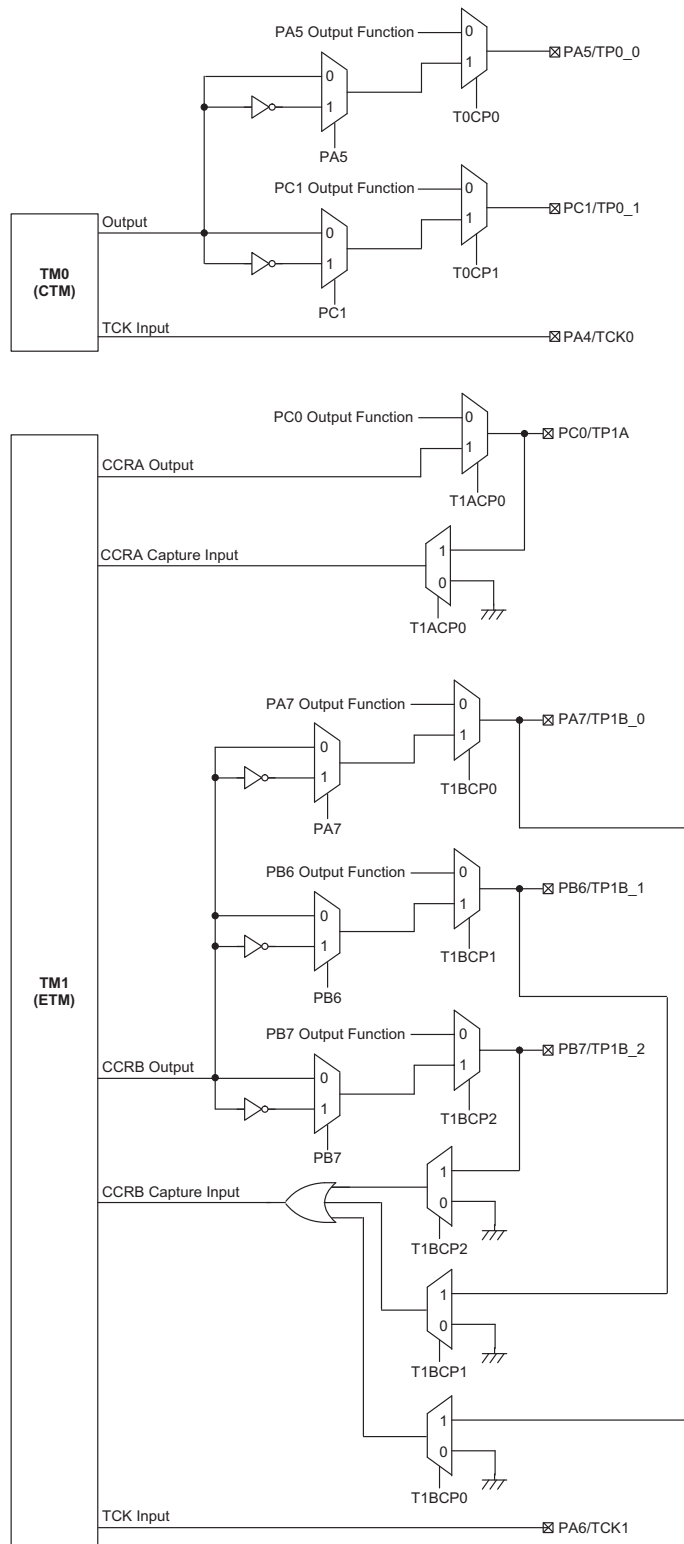 PA5 Output Function
0
1
PA5/TP0_0
T0CP0
0
1
PA5
PC1 Output Function
0
1
PC1/TP0_1
T0CP1
Output
0
1
PC1
TM0
(CTM)
TCK Input
PA4/TCK0
PC0 Output Function
0
1
PC0/TP1A
CCRA Output
T1ACP0
CCRA Capture Input
1
0
T1ACP0
PA7 Output Function
0
1
PA7/TP1B_0
T1BCP0
0
1
PA7
PB6 Output Function
0
1
PB6/TP1B_1
T1BCP1
0
1
PB6
TM1
(ETM)
PB7 Output Function
0
1
PB7/TP1B_2
T1BCP2
CCRB Output
0
1
PB7
CCRB Capture Input
1
0
T1BCP2
1
0
T1BCP1
1
0
T1BCP0
TCK Input
PA6/TCK1